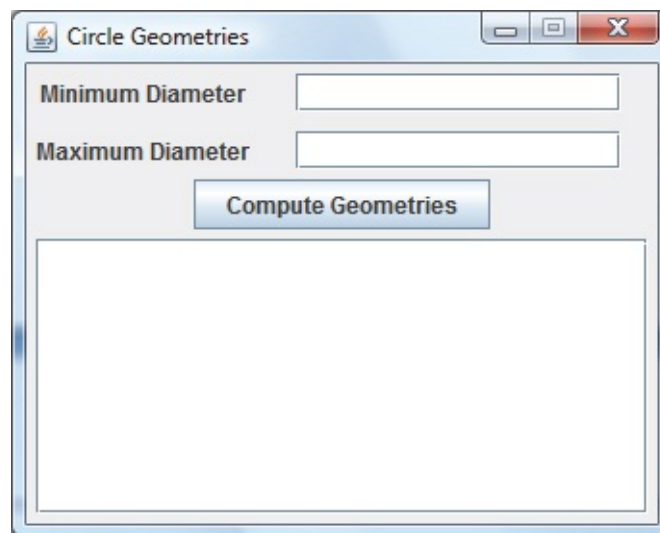 Circle Geometries
Minimum Diameter
Maximum Diameter
Compute Geometries